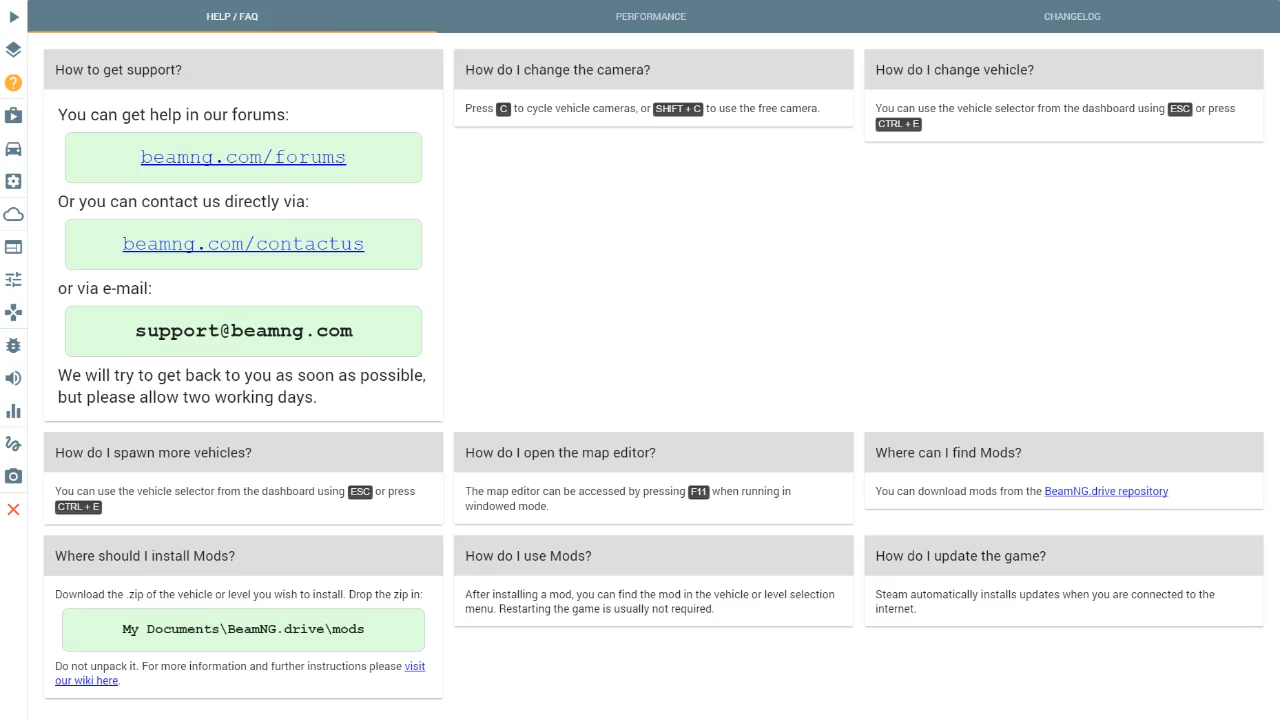 HELP / FAQ
PERFORMANCE
CHANGELOG
How to get support?
You can get help in our forums:
beamng.com/forums
Or you can contact us directly via:
beamng.com/contactus
or via e-mail:
support@beamng.com
We will try to get back to you as soon as possible,
but please allow two working days.
How do I change the camera?
Press C to cycle vehicle cameras, or SHIFT + C to use the free camera.
How do I change vehicle?
You can use the vehicle selector from the dashboard using ESC or press
CTRL + E
How do I spawn more vehicles?
You can use the vehicle selector from the dashboard using ESC or press
CTRL + E
How do I open the map editor?
The map editor can be accessed by pressing F11 when running in
windowed mode.
Where can I find Mods?
You can download mods from the BeamNG.drive repository
Where should I install Mods?
Download the .zip of the vehicle or level you wish to install. Drop the zip in:
My Documents\BeamNG.drive\mods
Do not unpack it. For more information and further instructions please visit
our wiki here.
How do I use Mods?
After installing a mod, you can find the mod in the vehicle or level selection
menu. Restarting the game is usually not required.
How do I update the game?
Steam automatically installs updates when you are connected to the
internet.